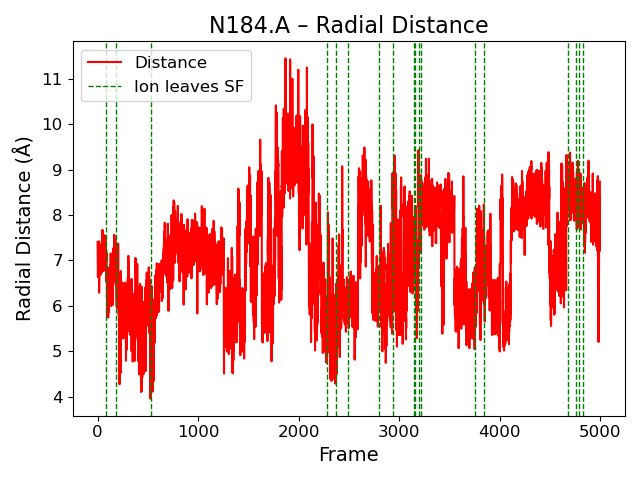 N184.A – Radial Distance
Distance
Ion leaves SF
Radial Distance (Å)
11
10
9
8
7
6
5
4
0
1000
2000
3000
4000
5000
Frame